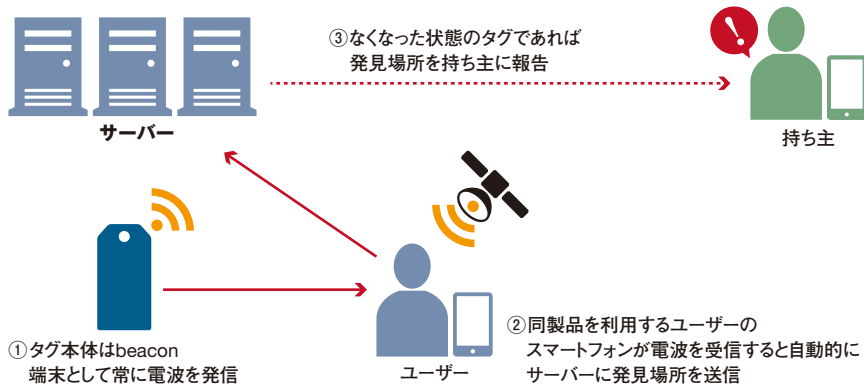 ③なくなった状態のタグであれば
発見場所を持ち主に報告
サーバー
持ち主
①タグ本体はbeacon
端末として常に電波を発信
ユーザー
②同製品を利用するユーザーの
スマートフォンが電波を受信すると自動的に
サーバーに発見場所を送信